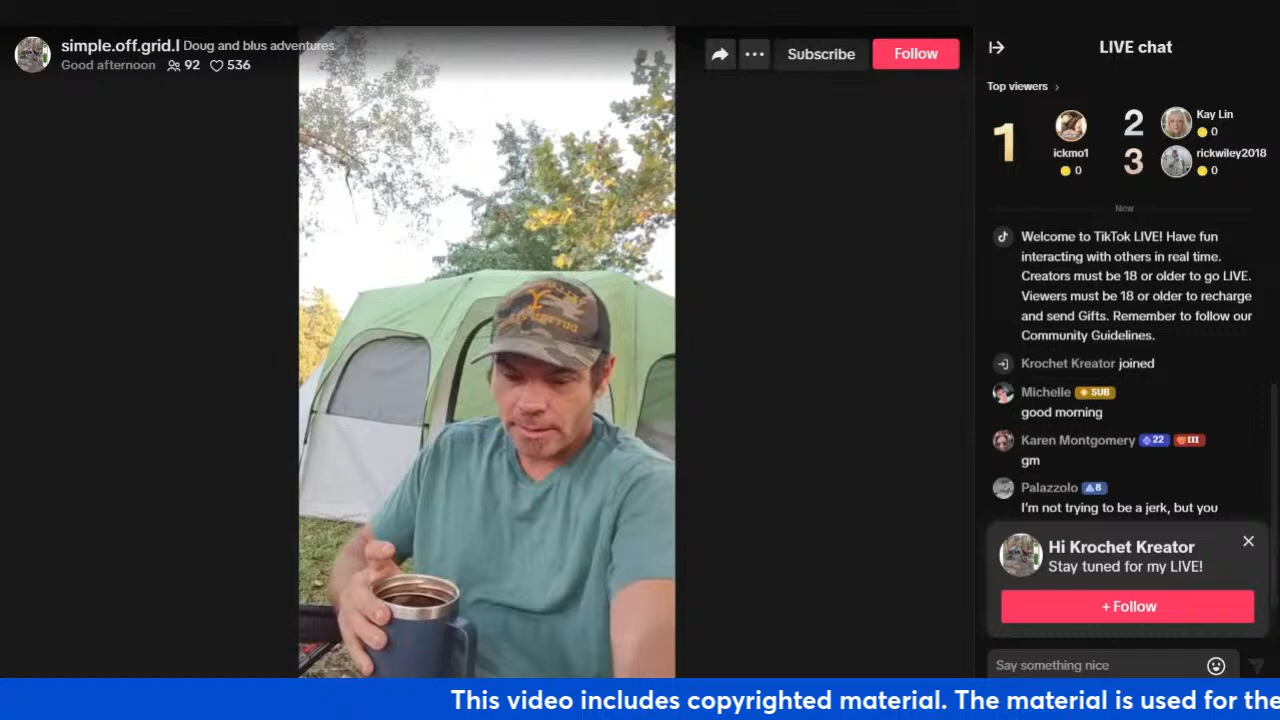 simple.off.grid.l Doug and blus adventures
Good afternoon 92 536
Subscribe
Follow
LIVE chat
Top viewers
1
ickmo1
0
2
Kay Lin
0
3
rickwiley2018
0
New
Welcome to TikTok LIVE! Have fun
interacting with others in real time.
Creators must be 18 or older to go LIVE.
Viewers must be 18 or older to recharge
and send Gifts. Remember to follow our
Community Guidelines.
Krochet Kreator joined
Michelle SUB
good morning
Karen Montgomery 22 III
gm
Palazzolo 8
I'm not trying to be a jerk, but you
Hi Krochet Kreator
Stay tuned for my LIVE!
+ Follow
Say something nice
This video includes copyrighted material. The material is used for the